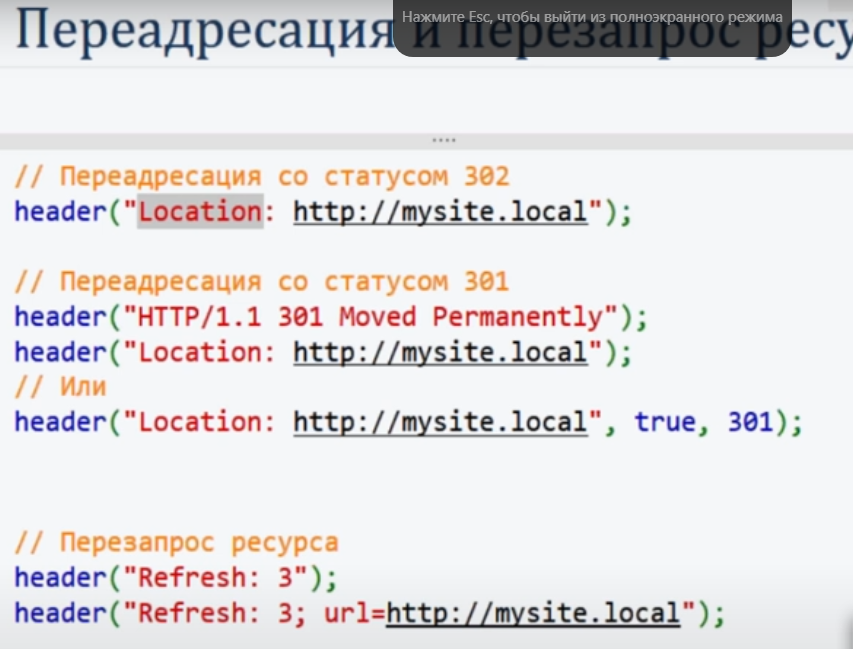 Нажмите Esc, чтобы выйти из полноэкранного режима
Переадресация и перезапрос ресу
// Переадресация со статусом 302
header("Location: http://mysite.local");
// Переадресация со статусом 301
header("HTTP/1.1 301 Moved Permanently");
header("Location: http://mysite.local");
// Или
header("Location: http://mysite.local", true, 301);
// Перезапрос ресурса
header("Refresh: 3");
header("Refresh: 3; url=http://mysite.local");